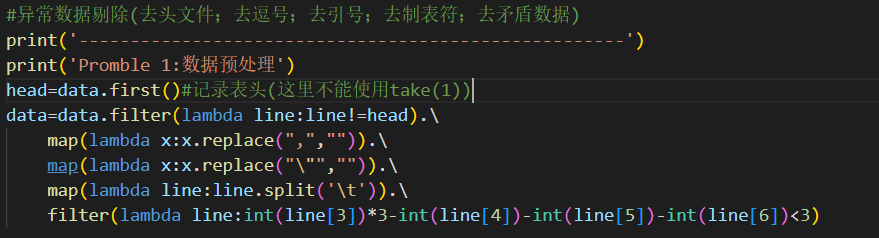 #异常数据剔除(去头文件；去逗号；去引号；去制表符；去矛盾数据)
print('-------------------------------------------------------')
print('Promble 1:数据预处理')
head=data.first()#记录表头(这里不能使用take(1))
data=data.filter(lambda line:line!=head).\
    map(lambda x:x.replace(",","")).\
    map(lambda x:x.replace("\"","")).\
    map(lambda line:line.split('\t')).\
    filter(lambda line:int(line[3])*3-int(line[4])-int(line[5])-int(line[6])<3)